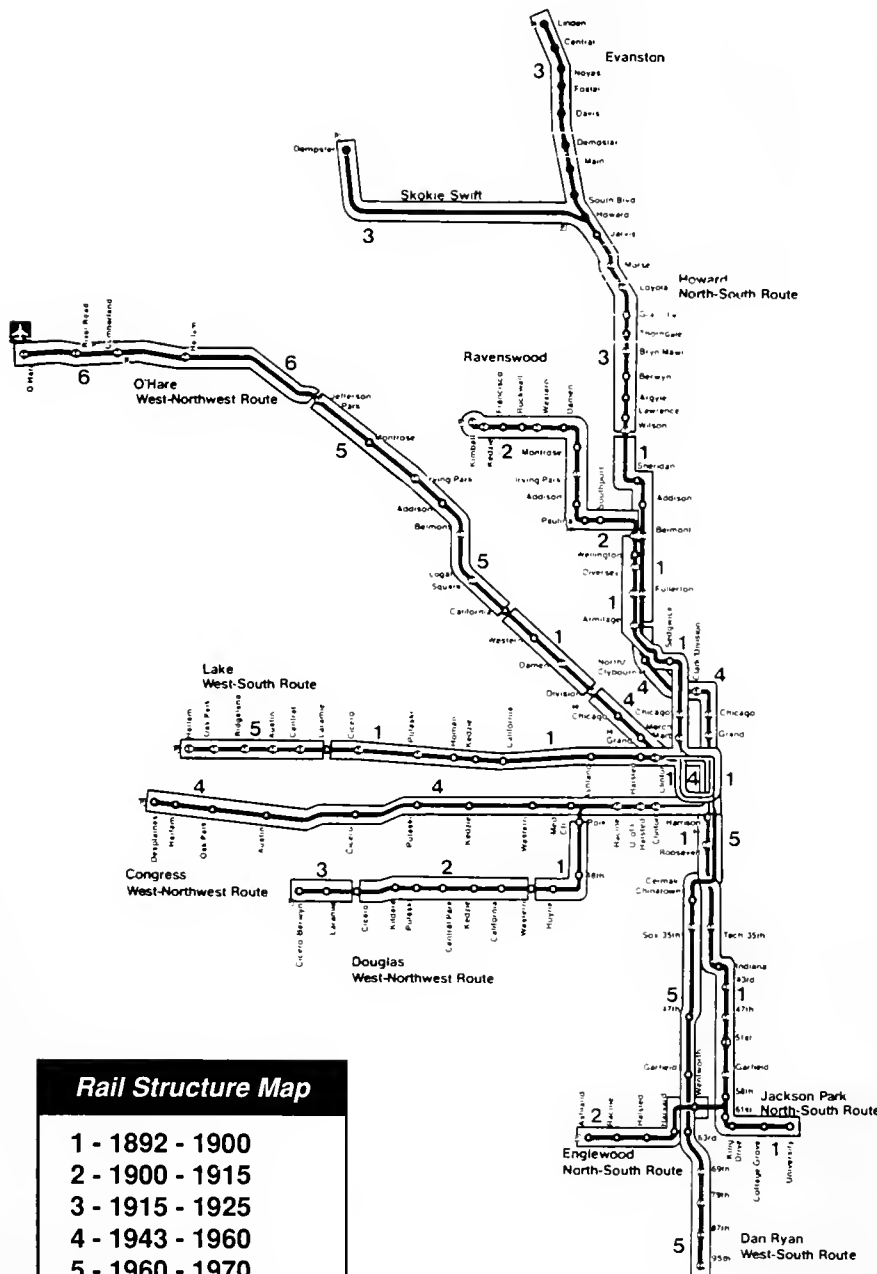 Linden
Central
Evanston
3
Noyes
Foster
Davis
Dempster
Main
Dempster
Skokie Swift
South Blvd
Howard
3
Jarvis
Morse
Howard
North-South Route
Loyola
Granville
Thorndale
3
Bryn Mawr
Berwyn
Argyle
Lawrence
Wilson
River Road
Cumberland
Harlem
O'Hare
6
6
O'Hare
West-Northwest Route
Jefferson
Park
5
Montrose
Irving Park
Addison
Belmont
5
Logan
Square
California
Ravenswood
Kimball
Kedzie
Francisco
Rockwell
Western
Damen
2
Montrose
Irving Park
Addison
Paulina
Southport
2
1
Sheridan
Addison
Belmont
Wellington
Diversey
1
1
Fullerton
Armitage
Sedgwick
1
Clark/Division
North/
Clybourn
4
4
Western
1
Damen
Division
Chicago
4
Grand
Chicago
Merch
Mart
Chicago
Grand
Lake
West-South Route
Harlem
Oak Park
Ridgeland
Austin
Central
Laramie
Cicero
Pulaski
Homan
Kedzie
California
Ashland
Halsted
Clinton
5
1
1
1
4
1
4
4
Desplaines
Harlem
Oak Park
Austin
Cicero
Pulaski
Kedzie
Western
Med
Ctr
Polk
Racine
Halsted
Clinton
Harrison
1
5
Roosevelt
Congress
West-Northwest Route
3
2
1
18th
Cicero Berwyn
Laramie
Cicero
Kildare
Pulaski
Central Park
Kedzie
California
Western
Hoyne
Douglas
West-Northwest Route
Cermak
Chinatown
Sox 35th
Tech 35th
Indiana
43rd
5
1
47th
47th
51st
Garfield
Garfield
Wentworth
58th
61st
Jackson Park
North-South Route
Ashland
Racine
Halsted
Harvard
2
63rd
King
Drive
Cottage Grove
University
1
Englewood
North-South Route
69th
79th
87th
95th
5
Dan Ryan
West-South Route
Rail Structure Map
1 - 1892 - 1900
2 - 1900 - 1915
3 - 1915 - 1925
4 - 1943 - 1960
5 - 1960 - 1970